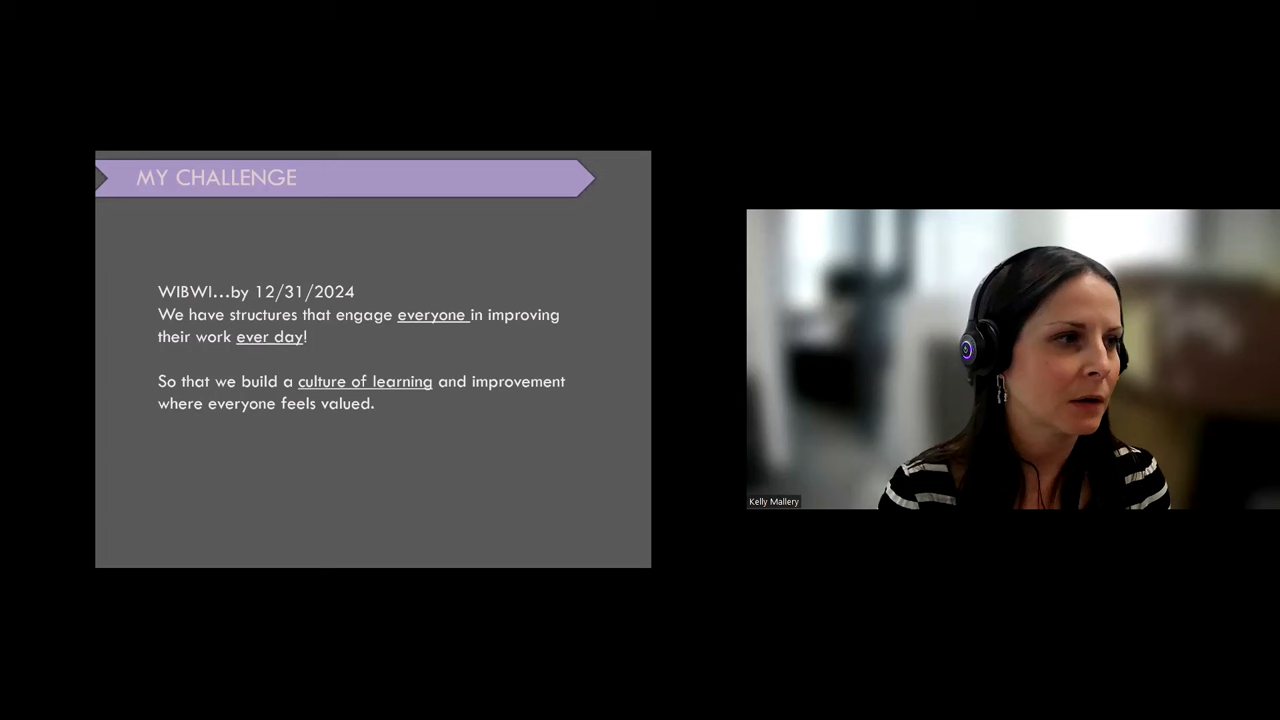 MY CHALLENGE
WIBWI...by 12/31/2024
We have structures that engage everyone in improving
their work ever day!
So that we build a culture of learning and improvement
where everyone feels valued.
Kelly Mallery